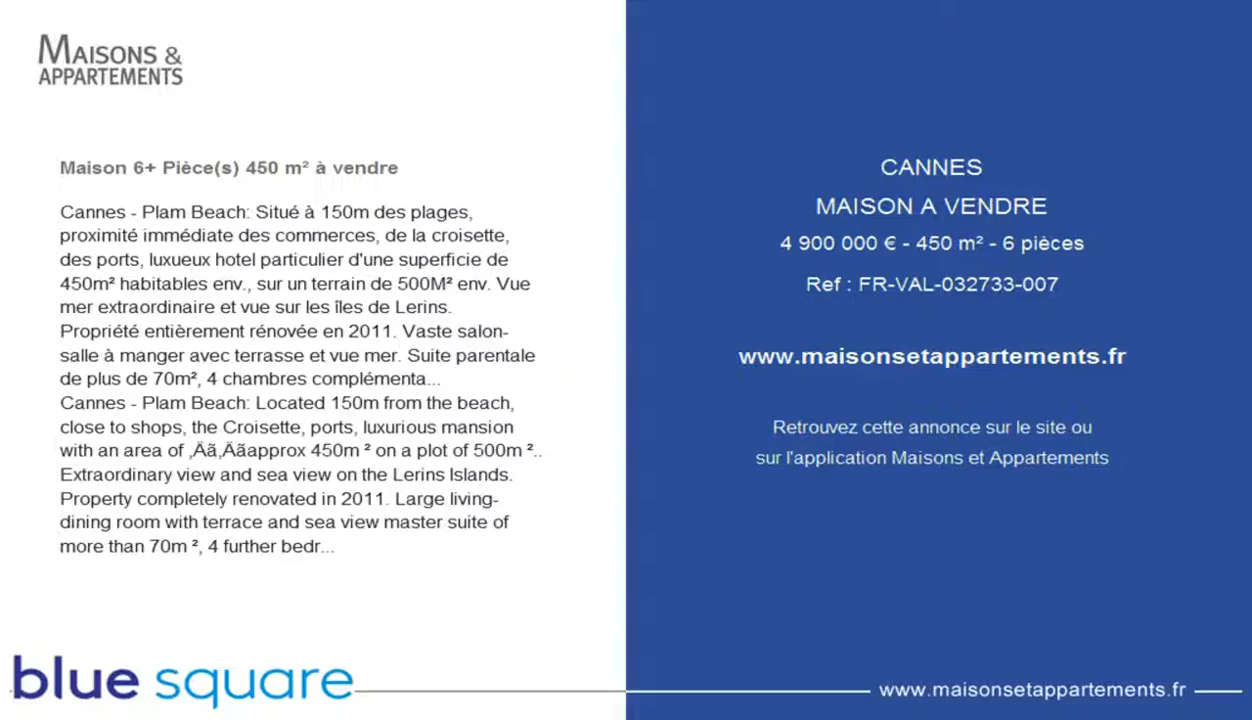 MAISONS &
APPARTEMENTS
Maison 6+ Pièce(s) 450 m² à vendre
Cannes - Plam Beach: Situé à 150m des plages,
proximité immédiate des commerces, de la croisette,
des ports, luxueux hotel particulier d'une superficie de
450m² habitables env., sur un terrain de 500M² env. Vue
mer extraordinaire et vue sur les îles de Lerins.
Propriété entièrement rénovée en 2011. Vaste salon-
salle à manger avec terrasse et vue mer. Suite parentale
de plus de 70m², 4 chambres complémenta...
Cannes - Plam Beach: Located 150m from the beach,
close to shops, the Croisette, ports, luxurious mansion
with an area of ‚Äã‚Äãapprox 450m ² on a plot of 500m ²..
Extraordinary view and sea view on the Lerins Islands.
Property completely renovated in 2011. Large living-
dining room with terrace and sea view master suite of
more than 70m ², 4 further bedr...
blue square
CANNES
MAISON A VENDRE
4 900 000 € - 450 m² - 6 pièces
Ref : FR-VAL-032733-007
www.maisonsetappartements.fr
Retrouvez cette annonce sur le site ou
sur l'application Maisons et Appartements
www.maisonsetappartements.fr